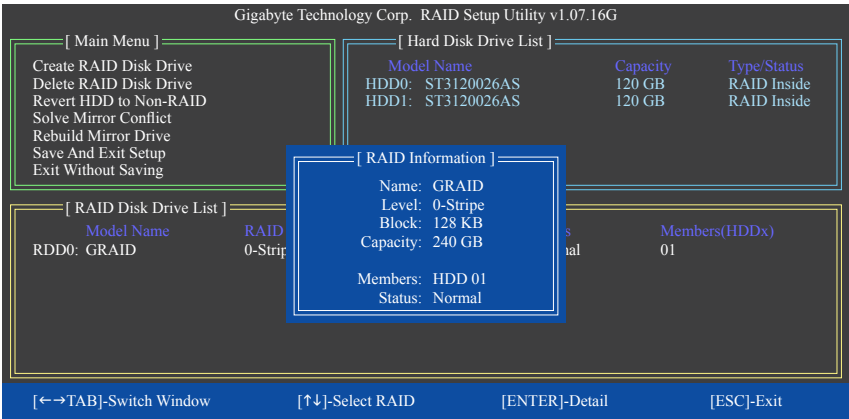 Gigabyte Technology Corp. RAID Setup Utility v1.07.16G
[ Main Menu ]
Create RAID Disk Drive
Delete RAID Disk Drive
Revert HDD to Non-RAID
Solve Mirror Conflict
Rebuild Mirror Drive
Save And Exit Setup
Exit Without Saving
[ Hard Disk Drive List ]
Model Name Capacity Type/Status
HDD0: ST3120026AS 120 GB RAID Inside
HDD1: ST3120026AS 120 GB RAID Inside
[ RAID Information ]
Name: GRAID
Level: 0-Stripe
Block: 128 KB
Capacity: 240 GB
Members: HDD 01
Status: Normal
[ RAID Disk Drive List ]
Model Name RAID Members(HDDx)
RDD0: GRAID 0-Strip 01
[←→TAB]-Switch Window [↑↓]-Select RAID [ENTER]-Detail [ESC]-Exit